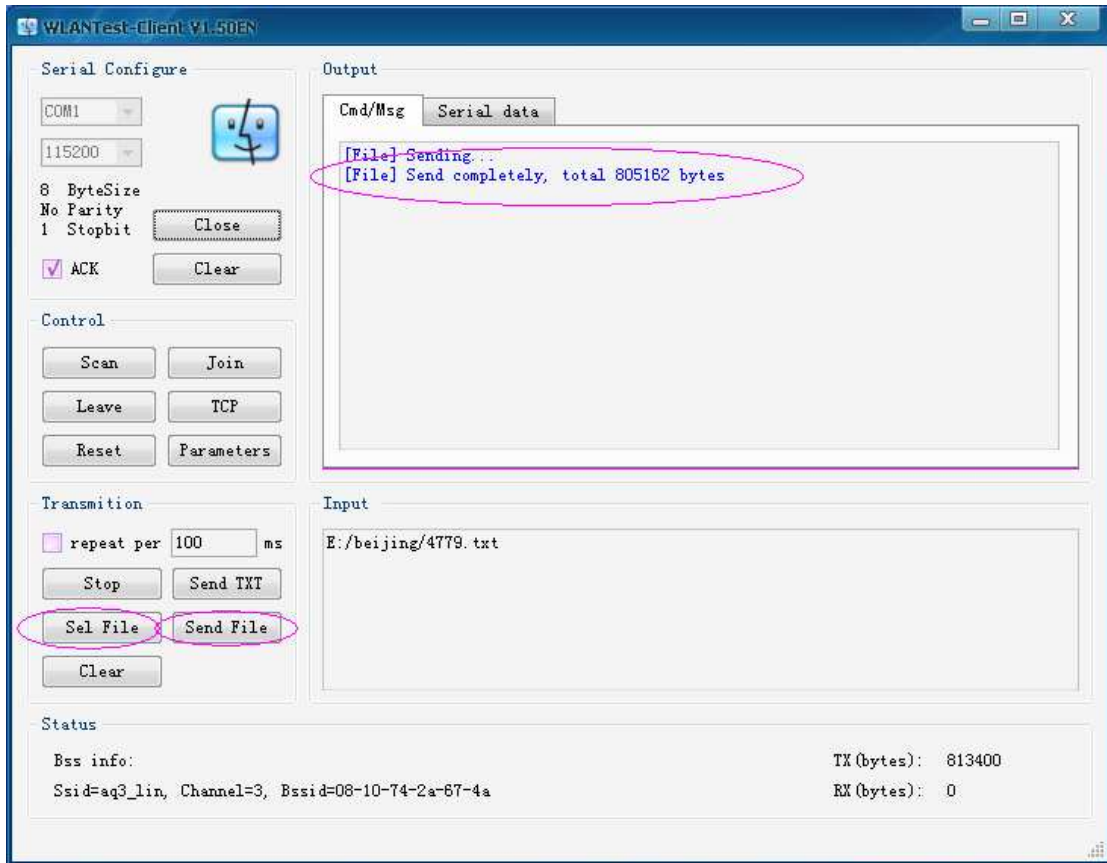 WLANTest-Client V1.50EN
Serial Configure
COM1
115200
8 ByteSize
No Parity
1 Stopbit
Close
ACK
Clear
Control
Scan
Join
Leave
TCP
Reset
Parameters
Transmition
repeat per 100 ms
Stop
Send TXT
Sel File
Send File
Clear
Output
Cmd/Msg
Serial data
[File] Sending...
[File] Send completely, total 805162 bytes
Input
E:/beijing/4779.txt
Status
Bss info:
Ssid=aq3_lin, Channel=3, Bssid=08-10-74-2a-67-4a
TX(bytes): 813400
RX(bytes): 0